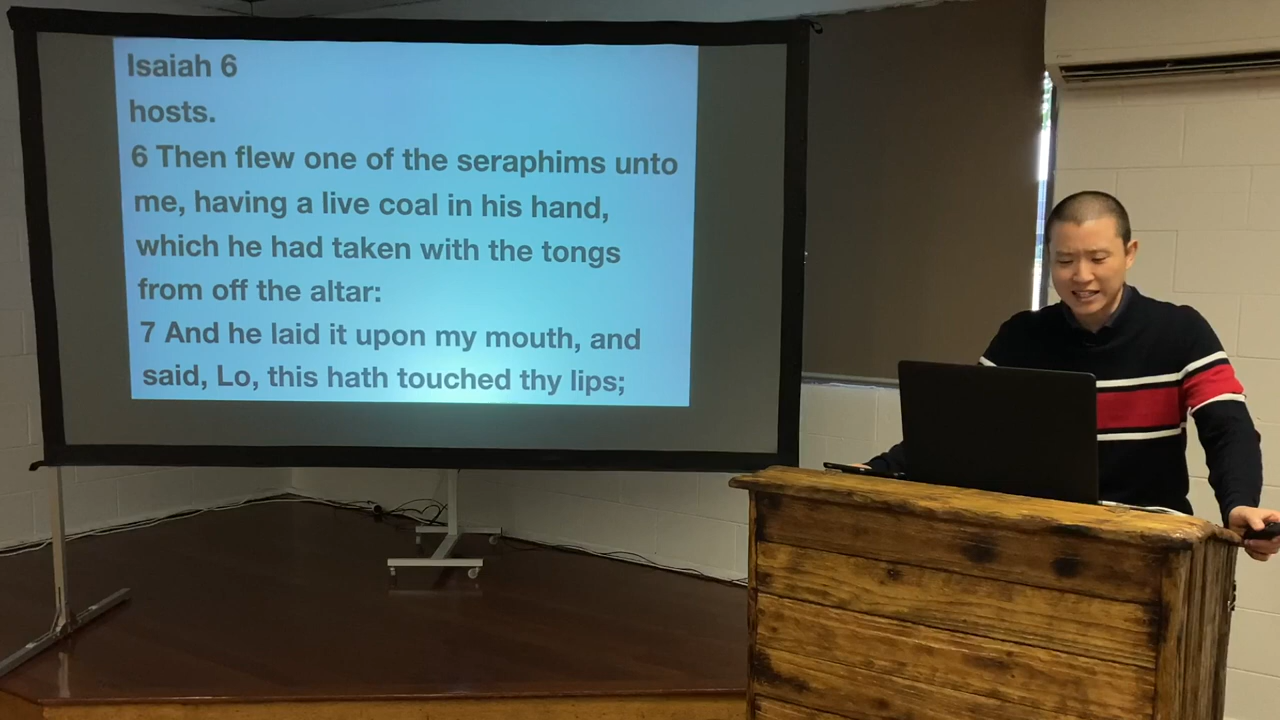 Isaiah 6
hosts.
6 Then flew one of the seraphims unto
me, having a live coal in his hand,
which he had taken with the tongs
from off the altar:
7 And he laid it upon my mouth, and
said, Lo, this hath touched thy lips;